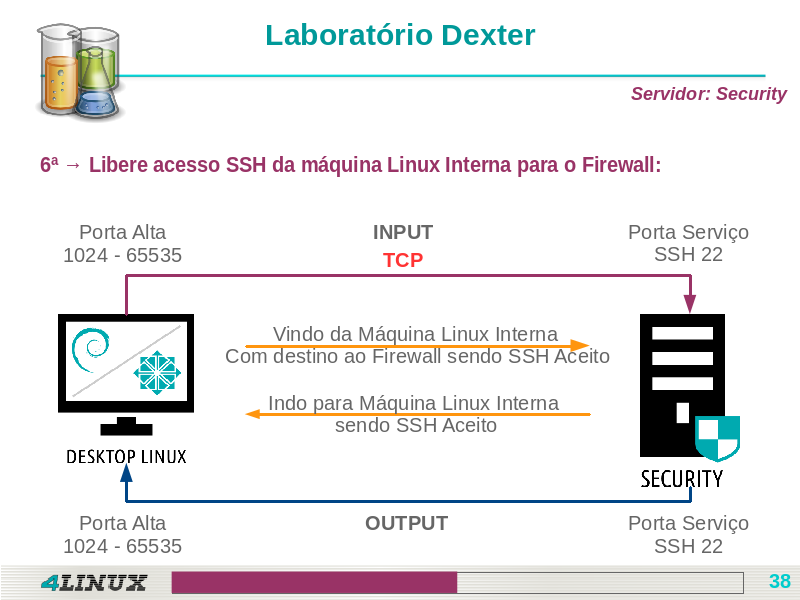 Laboratório Dexter
Servidor: Security
6ª → Libere acesso SSH da máquina Linux Interna para o Firewall:
Porta Alta
1024 - 65535
INPUT
TCP
Porta Serviço
SSH 22
Vindo da Máquina Linux Interna
Com destino ao Firewall sendo SSH Aceito
Indo para Máquina Linux Interna
sendo SSH Aceito
DESKTOP LINUX
SECURITY
Porta Alta
1024 - 65535
OUTPUT
Porta Serviço
SSH 22
4LINUX
38